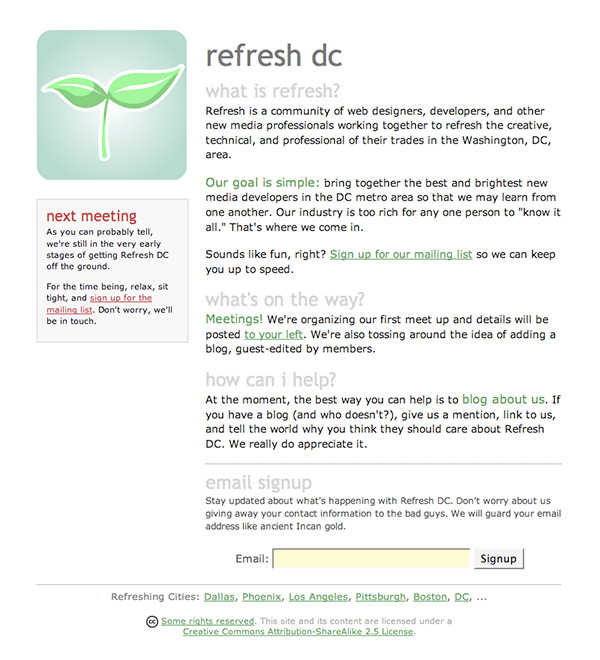 refresh dc
what is refresh?
Refresh is a community of web designers, developers, and other
new media professionals working together to refresh the creative,
technical, and professional of their trades in the Washington, DC,
area.
Our goal is simple: bring together the best and brightest new
media developers in the DC metro area so that we may learn from
one another. Our industry is too rich for any one person to "know it
all." That's where we come in.
Sounds like fun, right? Sign up for our mailing list so we can keep
you up to speed.
next meeting
As you can probably tell,
we're still in the very early
stages of getting Refresh DC
off the ground.
For the time being, relax, sit
tight, and sign up for the
mailing list. Don't worry, we'll
be in touch.
what's on the way?
Meetings! We're organizing our first meet up and details will be
posted to your left. We're also tossing around the idea of adding a
blog, guest-edited by members.
how can i help?
At the moment, the best way you can help is to blog about us. If
you have a blog (and who doesn't?), give us a mention, link to us,
and tell the world why you think they should care about Refresh
DC. We really do appreciate it.
email signup
Stay updated about what's happening with Refresh DC. Don't worry about us
giving away your contact information to the bad guys. We will guard your email
address like ancient Incan gold.
Email: Signup
Refreshing Cities: Dallas, Phoenix, Los Angeles, Pittsburgh, Boston, DC, ...
cc Some rights reserved. This site and its content are licensed under a
Creative Commons Attribution-ShareAlike 2.5 License.